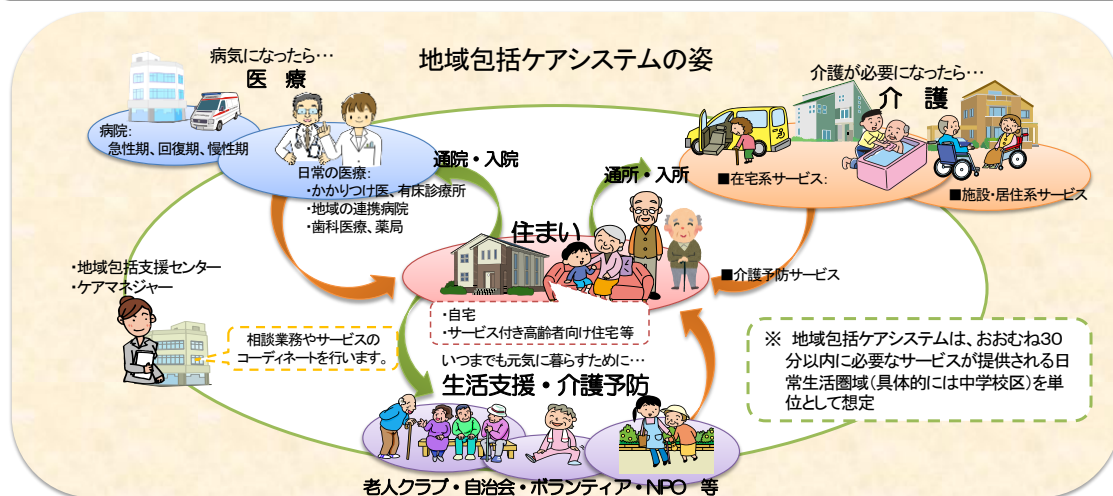 地域包括ケアシステムの姿
病気になったら…
医 療
病院:
急性期、回復期、慢性期
日常の医療:
・かかりつけ医、有床診療所
・地域の連携病院
・歯科医療、薬局
通院・入院
通所・入所
介護が必要になったら…
介 護
■在宅系サービス:
■施設・居住系サービス
■介護予防サービス
住まい
・自宅
・サービス付き高齢者向け住宅等
・地域包括支援センター
・ケアマネジャー
相談業務やサービスの
コーディネートを行います。
いつまでも元気に暮らすために…
生活支援・介護予防
老人クラブ・自治会・ボランティア・NPO 等
※ 地域包括ケアシステムは、おおむね30
分以内に必要なサービスが提供される日
常生活圏域(具体的には中学校区)を単
位として想定